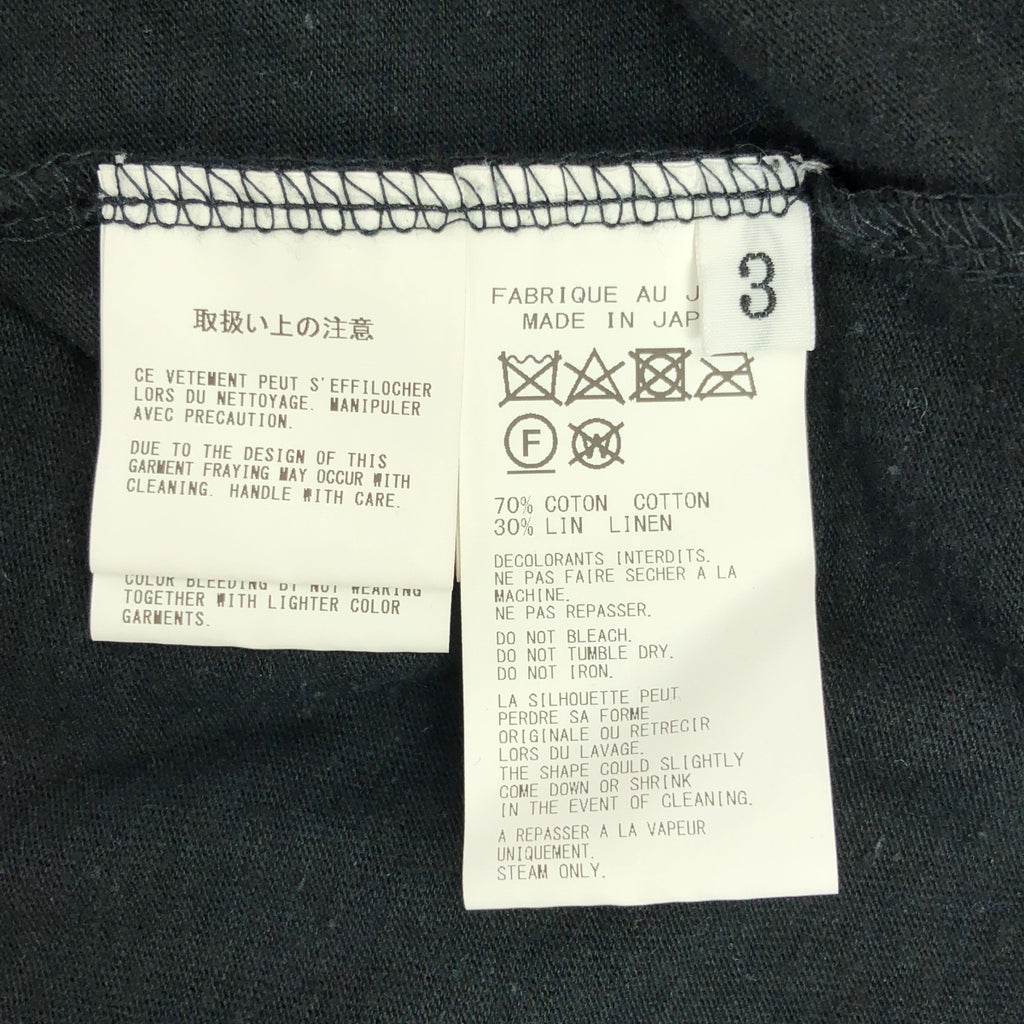 取扱い上の注意
CE VETEMENT PEUT S'EFFILOCHER
LORS DU NETTOYAGE. MANIPULER
AVEC PRECAUTION.
DUE TO THE DESIGN OF THIS
GARMENT FRAYING MAY OCCUR WITH
CLEANING. HANDLE WITH CARE.
COLOR BLEEDING BY NOT WEARING
TOGETHER WITH LIGHTER COLOR
GARMENTS.
3
FABRIQUE AU J
MADE IN JAP
F
W
70% COTON COTTON
30% LIN LINEN
DECOLORANTS INTERDITS.
NE PAS FAIRE SECHER A LA
MACHINE.
NE PAS REPASSER.
DO NOT BLEACH.
DO NOT TUMBLE DRY.
DO NOT IRON.
LA SILHOUETTE PEUT
PERDRE SA FORME
ORIGINALE OU RETRECIR
LORS DU LAVAGE.
THE SHAPE COULD SLIGHTLY
COME DOWN OR SHRINK
IN THE EVENT OF CLEANING.
A REPASSER A LA VAPEUR
UNIQUEMENT.
STEAM ONLY.